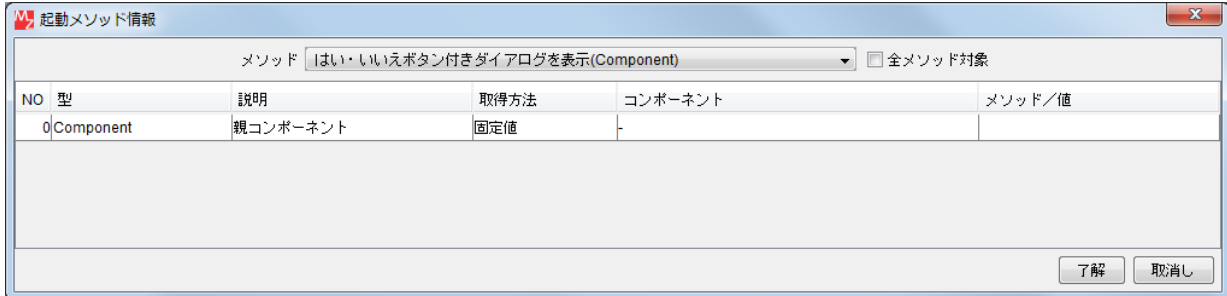 起動メソッド情報
メソッド はい・いいえボタン付きダイアログを表示(Component) 全メソッド対象
NO 型 説明 取得方法 コンポーネント メソッド／値
0 Component 親コンポーネント 固定値 -
了解 取消し